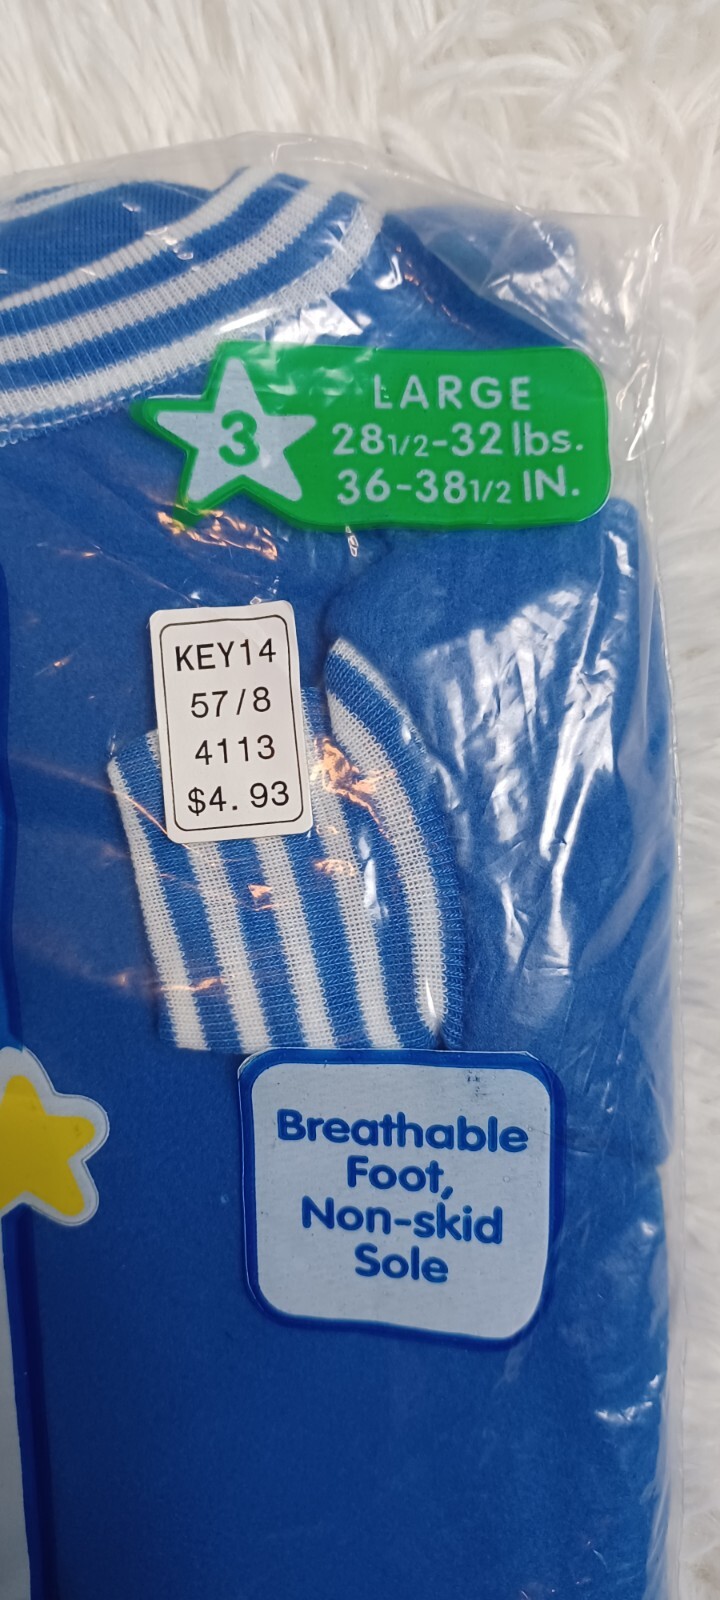 3
LARGE
28 1/2-32 lbs.
36-38 1/2 IN.
KEY14
57/8
4113
$4.93
Breathable
Foot,
Non-skid
Sole